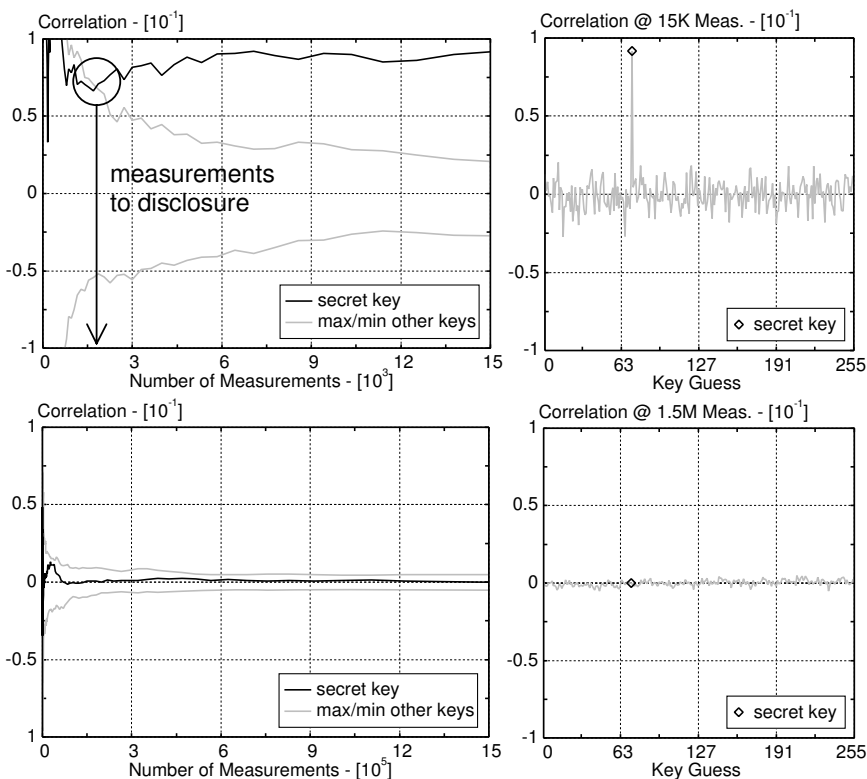 Correlation - [10⁻¹]
1
0.5
0
-0.5
-1
measurements
to disclosure
secret key
max/min other keys
0 3 6 9 12 15
Number of Measurements - [10³]
Correlation @ 15K Meas. - [10⁻¹]
1
0.5
0
-0.5
-1
secret key
0 63 127 191 255
Key Guess
Correlation - [10⁻¹]
1
0.5
0
-0.5
1
secret key
max/min other keys
0 3 6 9 12 15
Number of Measurements - [10⁵]
Correlation @ 1.5M Meas. - [10⁻¹]
1
0.5
0
-0.5
1
secret key
0 63 127 191 255
Key Guess